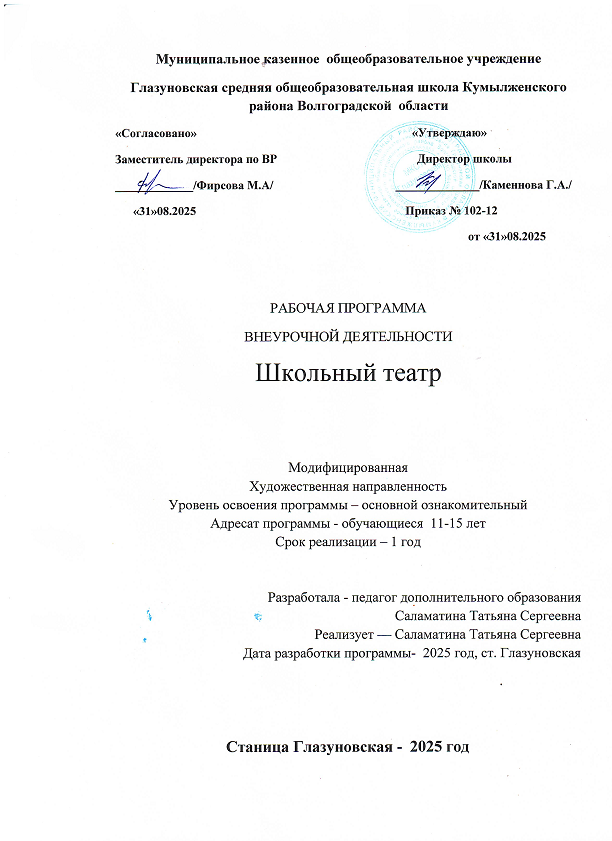 Муниципальное казенное общеобразовательное учреждение
Глазуновская средняя общеобразовательная школа Кумылженского
района Волгоградской области
«Согласовано» «Утверждаю»
Заместитель директора по ВР Директор школы
____________/Фирсова М.А/ _____________/Каменнова Г.А./
«31»08.2025 Приказ № 102-12
от «31»08.2025
РАБОЧАЯ ПРОГРАММА
ВНЕУРОЧНОЙ ДЕЯТЕЛЬНОСТИ
Школьный театр
Модифицированная
Художественная направленность
Уровень освоения программы – основной ознакомительный
Адресат программы - обучающиеся 11-15 лет
Срок реализации – 1 год
Разработала - педагог дополнительного образования
Саламатина Татьяна Сергеевна
Реализует — Саламатина Татьяна Сергеевна
Дата разработки программы- 2025 год, ст. Глазуновская
Станица Глазуновская - 2025 год